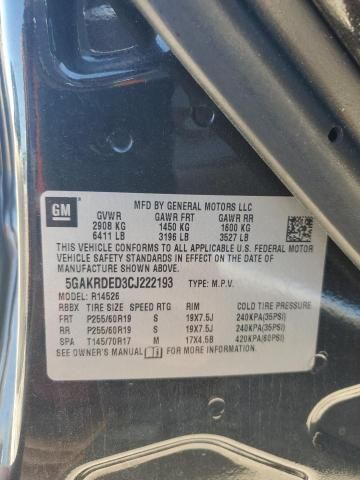 GM
MFD BY GENERAL MOTORS LLC
GVWR GAWR FRT GAWR RR
2908 KG 1450 KG 1600 KG
6411 LB 3196 LB 3527 LB
THIS VEHICLE CONFORMS TO ALL APPLICABLE U.S. FEDERAL MOTOR
VEHICLE SAFETY AND THEFT PREVENTION STANDARDS IN
EFFECT ON THE DATE OF MANUFACTURE SHOWN ABOVE.
5GAKRDED3CJ222193 TYPE: M.P.V.
MODEL: R14526
RBBX TIRE SIZE SPEED RTG RIM COLD TIRE PRESSURE
FRT P255/60R19 S 19X7.5J 240KPA(35PSI)
RR P255/60R19 S 19X7.5J 240KPA(35PSI)
SPA T145/70R17 M 17X4.5B 420KPA(60PSI)
SEE OWNER'S MANUAL FOR MORE INFORMATION.